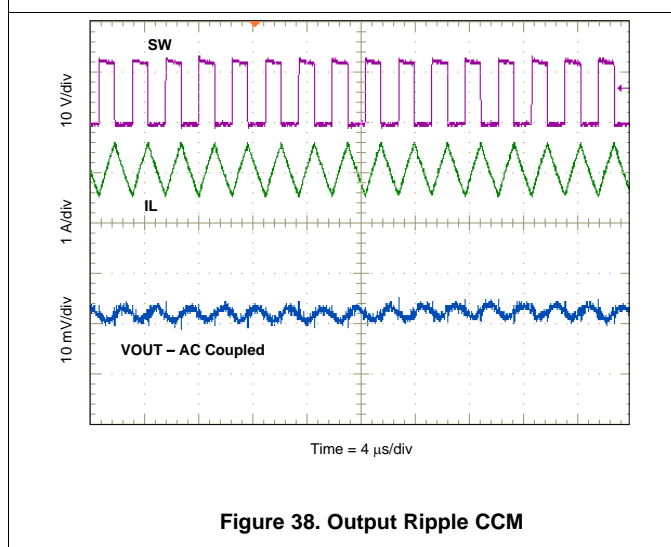 SW
10 V/div
IL
1 A/div
10 mV/div
VOUT – AC Coupled
Time = 4 μs/div
Figure 38. Output Ripple CCM